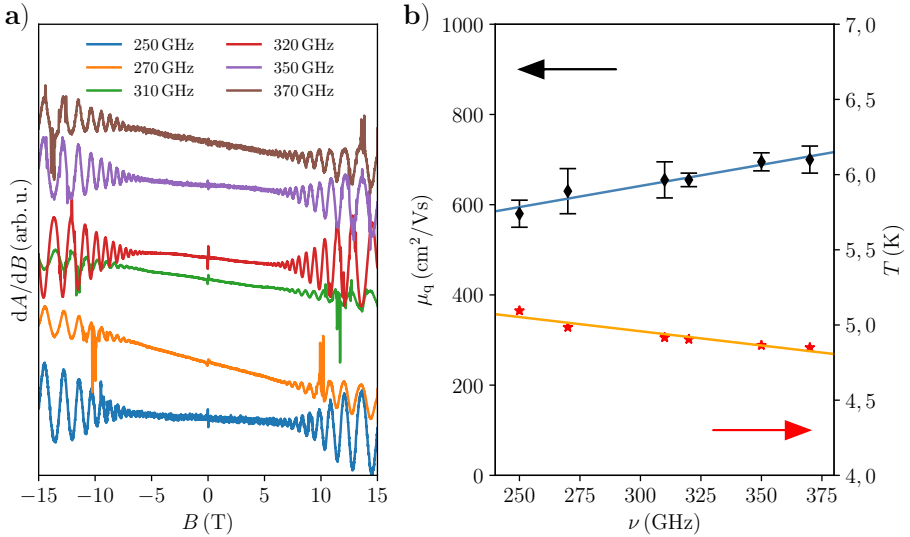 a)
250 GHz
270 GHz
310 GHz
320 GHz
350 GHz
370 GHz
dA/dB (arb. u.)
−15 −10 −5 0 5 10 15
B (T)
b)
1000
800
600
400
200
0
μq (cm²/Vs)
250 275 300 325 350 375
ν (GHz)
7,0
6,5
6,0
5,5
5,0
4,5
4,0
T (K)